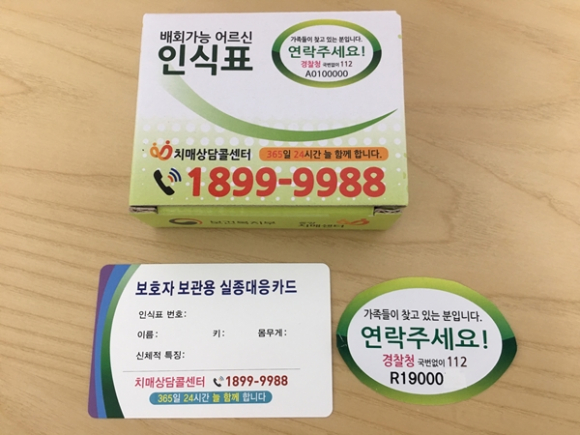 배회가능 어르신
인식표
가족들이 찾고 있는 분입니다.
연락주세요!
경찰청 국번없이 112
A0100000
치매상담콜센터 365일 24시간 늘 함께 합니다.
1899-9988
보호자 보관용 실종대응카드
인식표 번호:
이름: 키: 몸무게:
신체적 특징:
치매상담콜센터 1899-9988
365일 24시간 늘 함께 합니다
가족들이 찾고 있는 분입니다.
연락주세요!
경찰청 국번없이 112
R19000